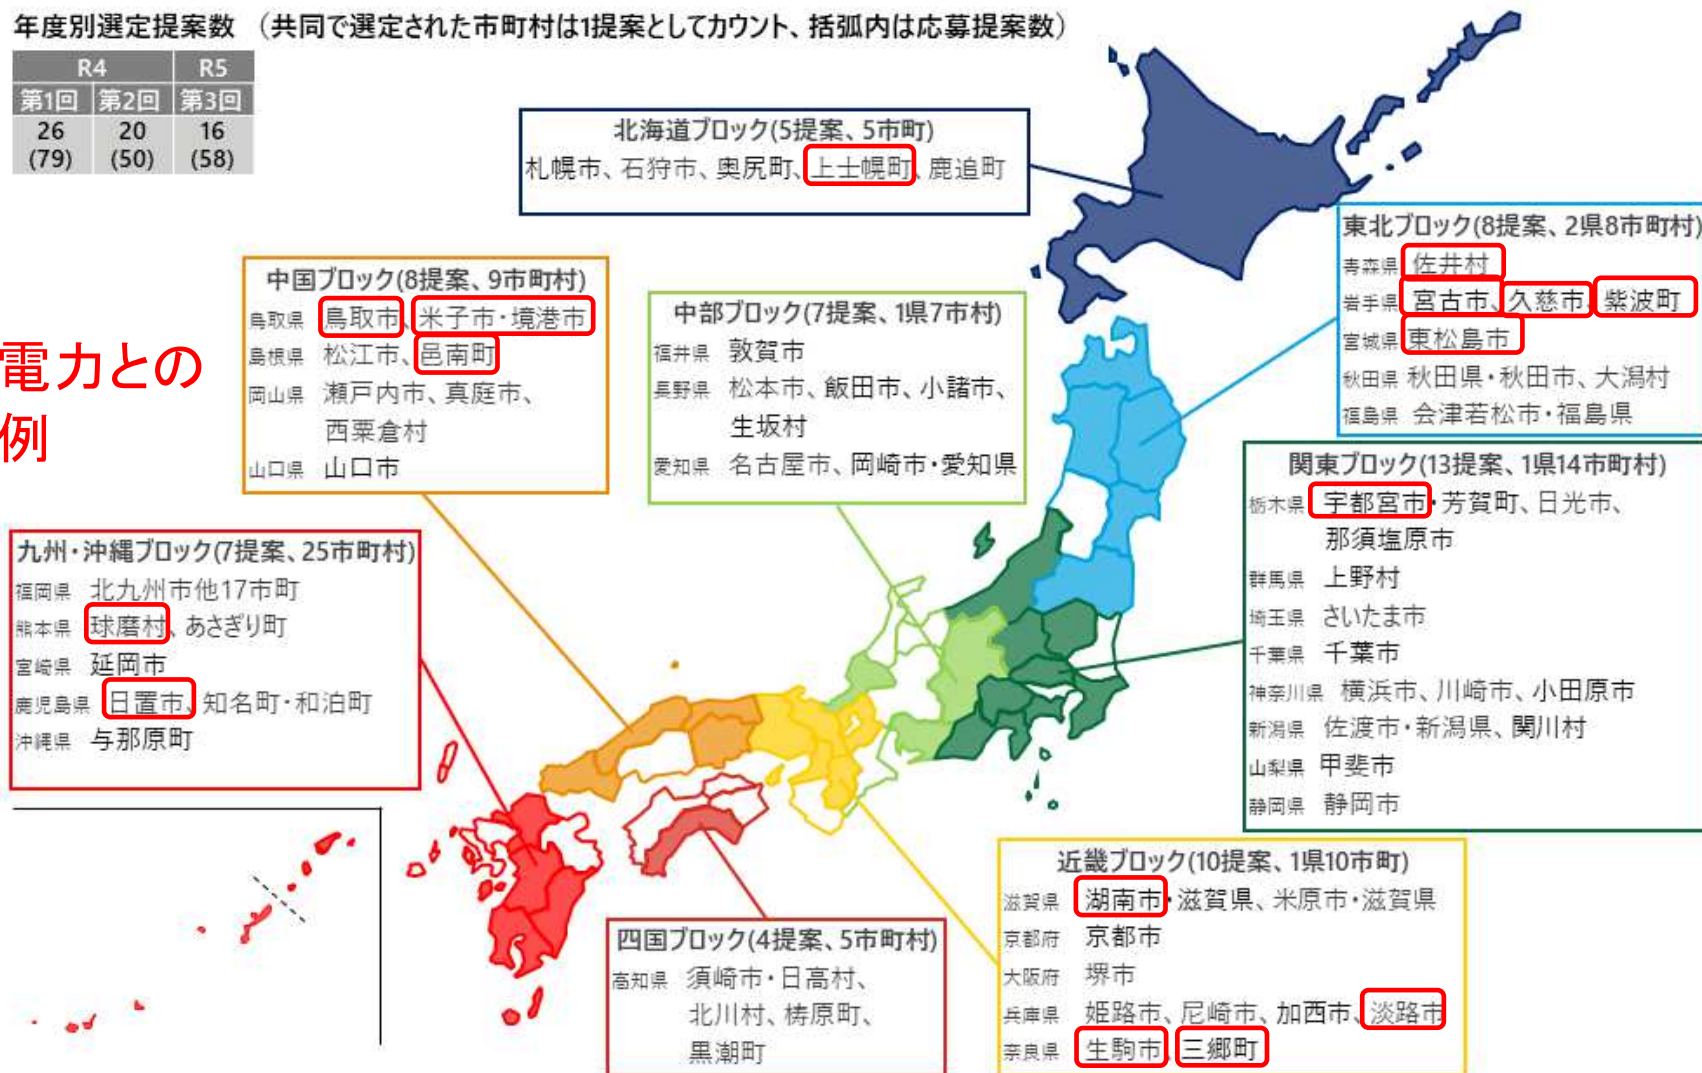 年度別選定提案数 （共同で選定された市町村は1提案としてカウント、括弧内は応募提案数）
R4 R5
第1回 第2回 第3回
26 20 16
(79) (50) (58)
電力との
例
北海道ブロック(5提案、5市町)
札幌市、石狩市、奥尻町、上士幌町、鹿追町
東北ブロック(8提案、2県8市町村)
青森県 佐井村
岩手県 宮古市、久慈市、紫波町
宮城県 東松島市
秋田県 秋田県・秋田市、大潟村
福島県 会津若松市・福島県
中国ブロック(8提案、9市町村)
鳥取県 鳥取市、米子市・境港市
島根県 松江市、邑南町
岡山県 瀬戸内市、真庭市、
西粟倉村
山口県 山口市
中部ブロック(7提案、1県7市村)
福井県 敦賀市
長野県 松本市、飯田市、小諸市、
生坂村
愛知県 名古屋市、岡崎市・愛知県
関東ブロック(13提案、1県14市町村)
栃木県 宇都宮市・芳賀町、日光市、
那須塩原市
群馬県 上野村
埼玉県 さいたま市
千葉県 千葉市
神奈川県 横浜市、川崎市、小田原市
新潟県 佐渡市・新潟県、関川村
山梨県 甲斐市
静岡県 静岡市
九州・沖縄ブロック(7提案、25市町村)
福岡県 北九州市他17市町
熊本県 球磨村、あさぎり町
宮崎県 延岡市
鹿児島県 日置市、知名町・和泊町
沖縄県 与那原町
四国ブロック(4提案、5市町村)
高知県 須崎市・日高村、
北川村、梼原町、
黒潮町
近畿ブロック(10提案、1県10市町)
滋賀県 湖南市・滋賀県、米原市・滋賀県
京都府 京都市
大阪府 堺市
兵庫県 姫路市、尼崎市、加西市、淡路市
奈良県 生駒市、三郷町